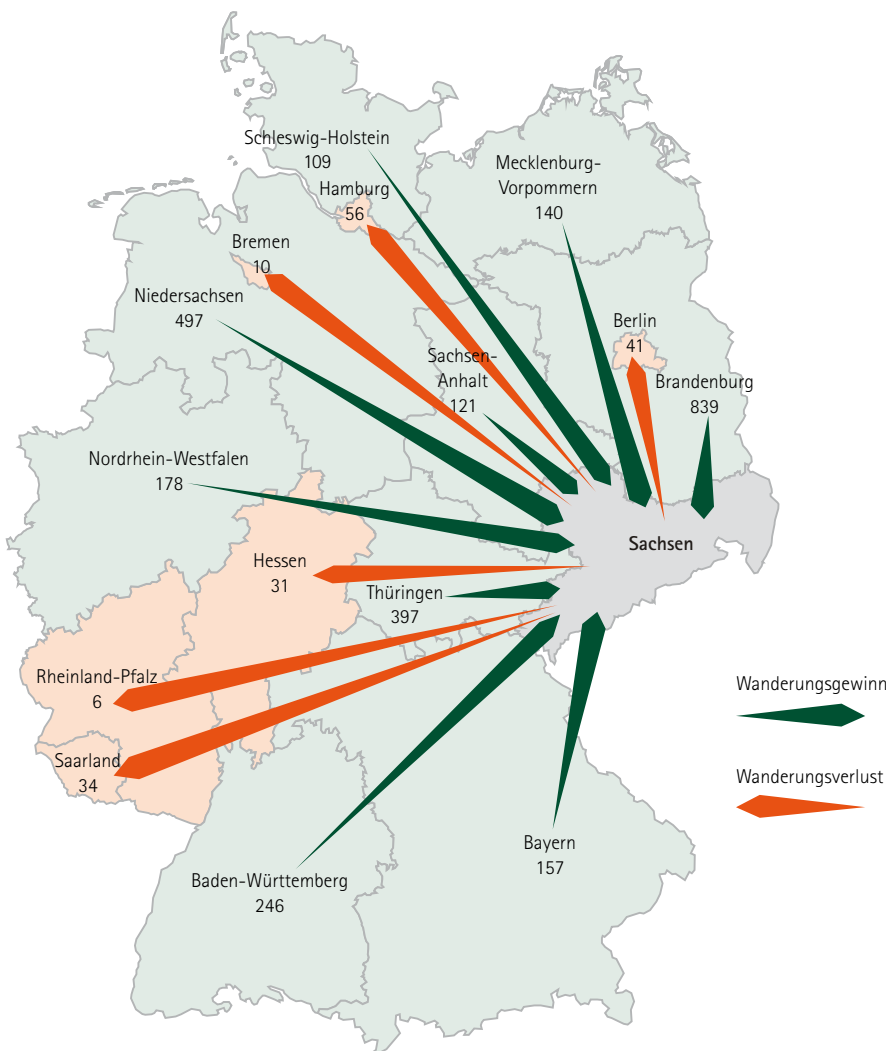 Schleswig-Holstein
109
Mecklenburg-
Vorpommern
140
Hamburg
56
Bremen
10
Niedersachsen
497
Berlin
41
Sachsen-
Anhalt
121
Brandenburg
839
Nordrhein-Westfalen
178
Sachsen
Hessen
31
Thüringen
397
Rheinland-Pfalz
6
Saarland
34
Wanderungsgewinn
Wanderungsverlust
Bayern
157
Baden-Württemberg
246